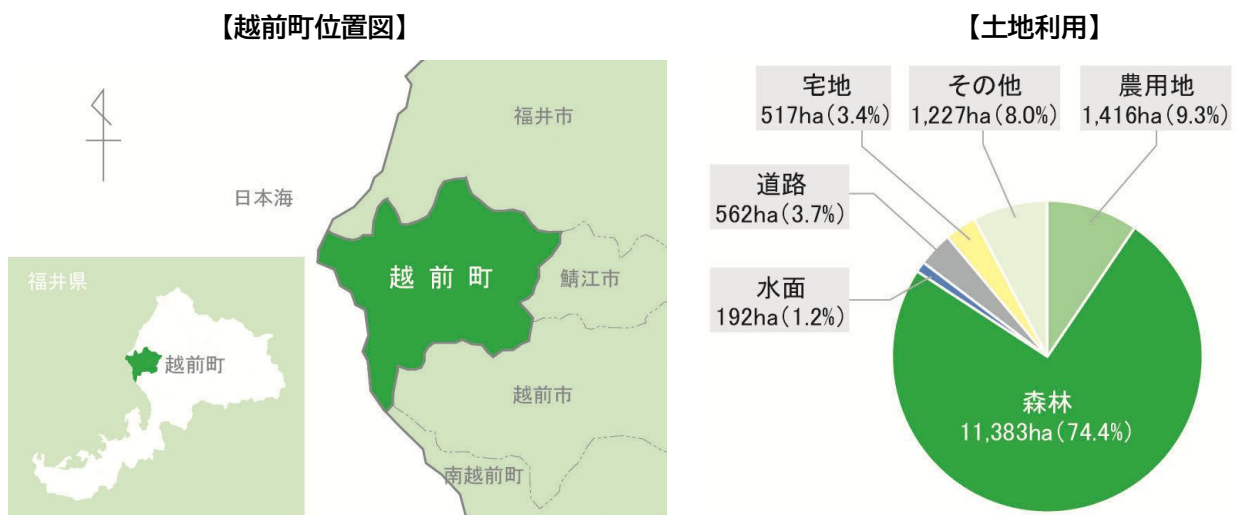 【越前町位置図】
福井市
日本海
越前町
鯖江市
越前市
南越前町
福井県
越前町
【土地利用】
宅地
517ha(3.4%)
その他
1,227ha(8.0%)
農用地
1,416ha(9.3%)
道路
562ha(3.7%)
水面
192ha(1.2%)
森林
11,383ha(74.4%)